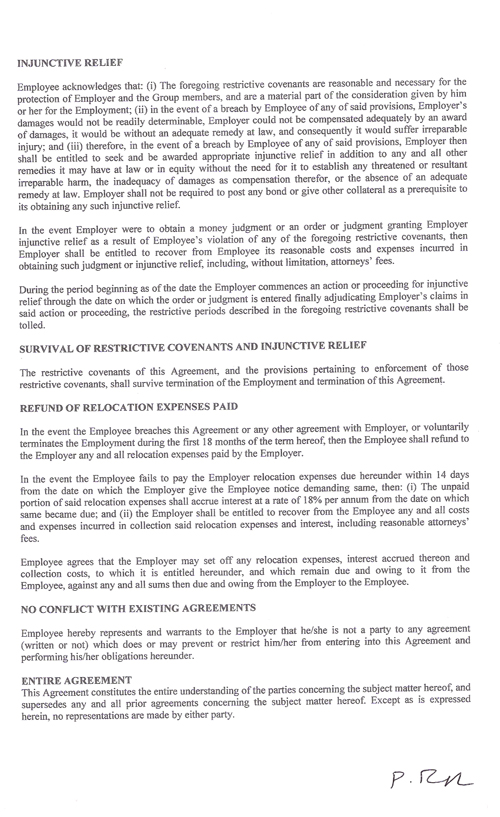 INJUNCTIVE RELIEF
Employee acknowledges that: (i) The foregoing restrictive covenants are reasonable and necessary for the
protection of Employer and the Group members, and are a material part of the consideration given by him
or her for the Employment; (ii) in the event of a breach by Employee of any of said provisions, Employer's
damages would not be readily determinable, Employer could not be compensated adequately by an award
of damages, it would be without an adequate remedy at law, and consequently it would suffer irreparable
injury; and (iii) therefore, in the event of a breach by Employee of any of said provisions, Employer then
shall be entitled to seek and be awarded appropriate injunctive relief in addition to any and all other
remedies it may have at law or in equity without the need for it to establish any threatened or resultant
irreparable harm, the inadequacy of damages as compensation therefor, or the absence of an adequate
remedy at law. Employer shall not be required to post any bond or give other collateral as a prerequisite to
its obtaining any such injunctive relief.
In the event Employer were to obtain a money judgment or an order or judgment granting Employer
injunctive relief as a result of Employee's violation of any of the foregoing restrictive covenants, then
Employer shall be entitled to recover from Employee its reasonable costs and expenses incurred in
obtaining such judgment or injunctive relief, including, without limitation, attorneys' fees.
During the period beginning as of the date the Employer commences an action or proceeding for injunctive
relief through the date on which the order or judgment is entered finally adjudicating Employer's claims in
said action or proceeding, the restrictive periods described in the foregoing restrictive covenants shall be
tolled.
SURVIVAL OF RESTRICTIVE COVENANTS AND INJUNCTIVE RELIEF
The restrictive covenants of this Agreement, and the provisions pertaining to enforcement of those
restrictive covenants, shall survive termination of the Employment and termination of this Agreement.
REFUND OF RELOCATION EXPENSES PAID
In the event the Employee breaches this Agreement or any other agreement with Employer, or voluntarily
terminates the Employment during the first 18 months of the term hereof, then the Employee shall refund to
the Employer any and all relocation expenses paid by the Employer.
In the event the Employee fails to pay the Employer relocation expenses due hereunder within 14 days
from the date on which the Employer give the Employee notice demanding same, then: (i) The unpaid
portion of said relocation expenses shall accrue interest at a rate of 18% per annum from the date on which
same became due; and (ii) the Employer shall be entitled to recover from the Employee any and all costs
and expenses incurred in collection said relocation expenses and interest, including reasonable attorneys'
fees.
Employee agrees that the Employer may set off any relocation expenses, interest accrued thereon and
collection costs, to which it is entitled hereunder, and which remain due and owing to it from the
Employee, against any and all sums then due and owing from the Employer to the Employee.
NO CONFLICT WITH EXISTING AGREEMENTS
Employee hereby represents and warrants to the Employer that he/she is not a party to any agreement
(written or not) which does or may prevent or restrict him/her from entering into this Agreement and
performing his/her obligations hereunder.
ENTIRE AGREEMENT
This Agreement constitutes the entire understanding of the parties concerning the subject matter hereof, and
supersedes any and all prior agreements concerning the subject matter hereof. Except as is expressed
herein, no representations are made by either party.